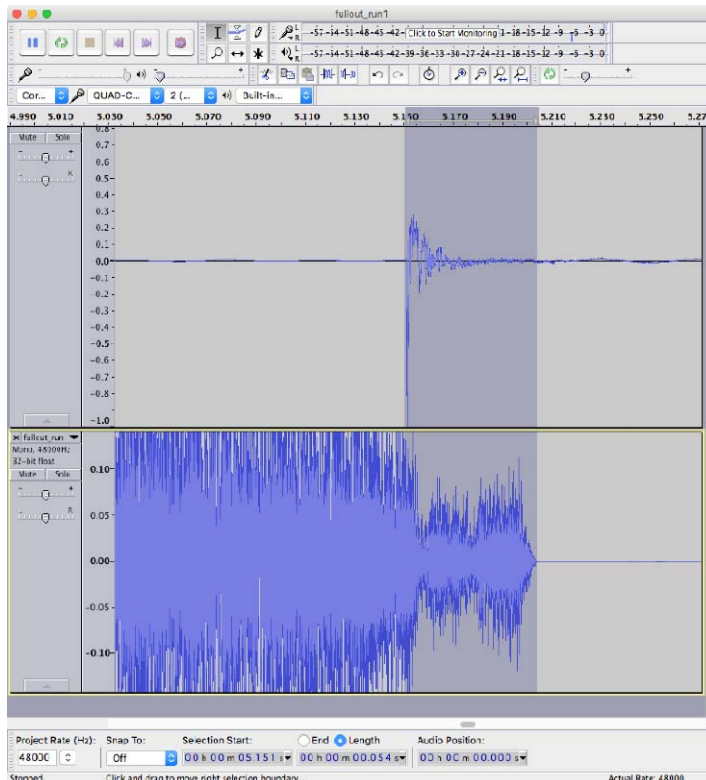 fullout_run1
I
L
R
-57 -54 -51 -48 -45 -42- Click to Start Monitoring 1 -18 -15 -12 -9 -5 -3 0
L
R
-57 -54 -51 -48 -45 -42 -39 -36 -33 -30 -27 -24 -21 -18 -15 -12 -9 -5 -3 0
Cor... QUAD-C... 2 (... Built-in...
4.990 5.010 5.030 5.050 5.070 5.090 5.110 5.130 5.150 5.170 5.190 5.210 5.230 5.250 5.27
Mute Solo
- +
L R
0.8-
0.7-
0.6-
0.5-
0.4-
0.3-
0.2-
0.1-
0.0-
-0.1-
-0.2-
-0.3-
-0.4-
-0.5-
-0.6-
-0.7-
-0.8-
-1.0
× fullout_run
Mono, 48000Hz
32-bit float
Mute Solo
- +
L R
0.10-
0.05-
0.00-
-0.05-
-0.10-
Project Rate (Hz): Snap To: Selection Start: End Length Audio Position:
48000 Off 00 h 00 m 05.151 s 00 h 00 m 00.054 s 00 h 00 m 00.000 s
Stopped. Click and drag to move right selection boundary. Actual Rate: 48000